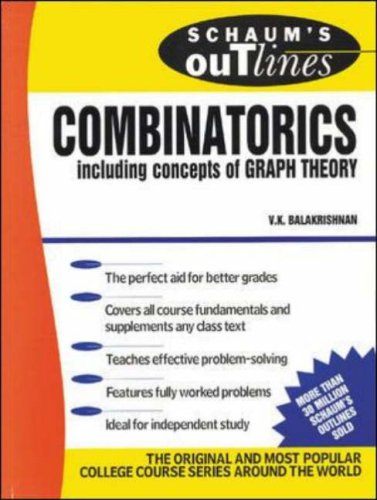 SCHAUM'S
ouTlines
COMBINATORICS
including concepts of GRAPH THEORY
V.K. BALAKRISHNAN
The perfect aid for better grades
Covers all course fundamentals and
supplements any class text
Teaches effective problem-solving
Features fully worked problems
Ideal for independent study
MORE THAN
30 MILLION
SCHAUM'S
OUTLINES
SOLD
THE ORIGINAL AND MOST POPULAR
COLLEGE COURSE SERIES AROUND THE WORLD